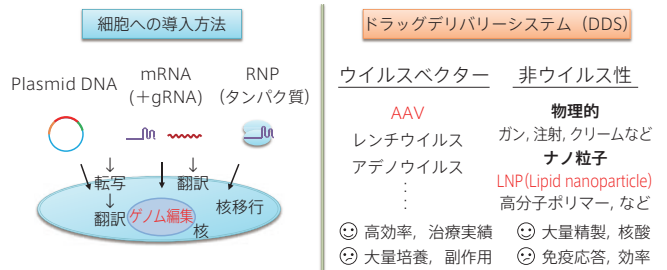 細胞への導入方法
Plasmid DNA
mRNA
(+gRNA)
RNP
(タンパク質)
↓
転写
↓
翻訳
↓
翻訳
ゲノム編集
核
核移行
ドラッグデリバリーシステム (DDS)
ウイルスベクター
AAV
レンチウイルス
アデノウイルス
:
:
高効率, 治療実績
大量培養, 副作用
非ウイルス性
物理的
ガン, 注射, クリームなど
ナノ粒子
LNP(Lipid nanoparticle)
高分子ポリマー, など
大量精製, 核酸
免疫応答, 効率